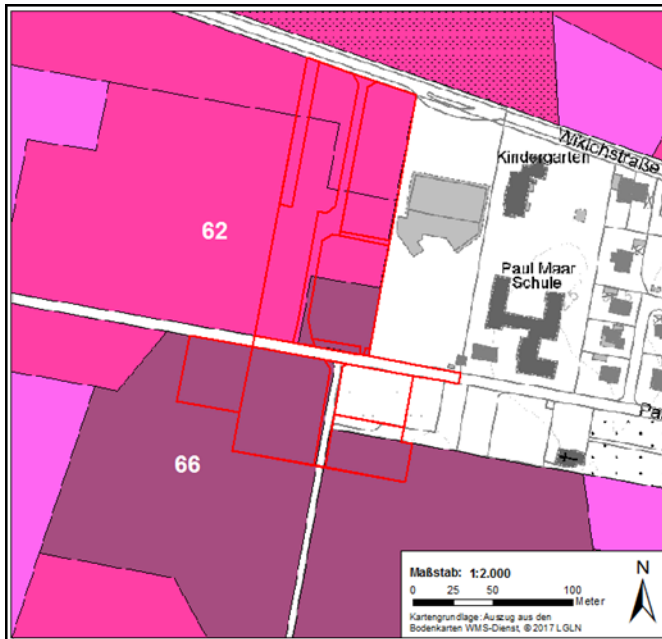 Nikichstraße
Kindergarten
62
Paul Maar
Schule
66
Maßstab: 1:2.000
0 25 50 100
Meter
Kartengrundlage: Auszug aus den
Bodenkarten WMS-Dienst, © 2017 LGLN
N